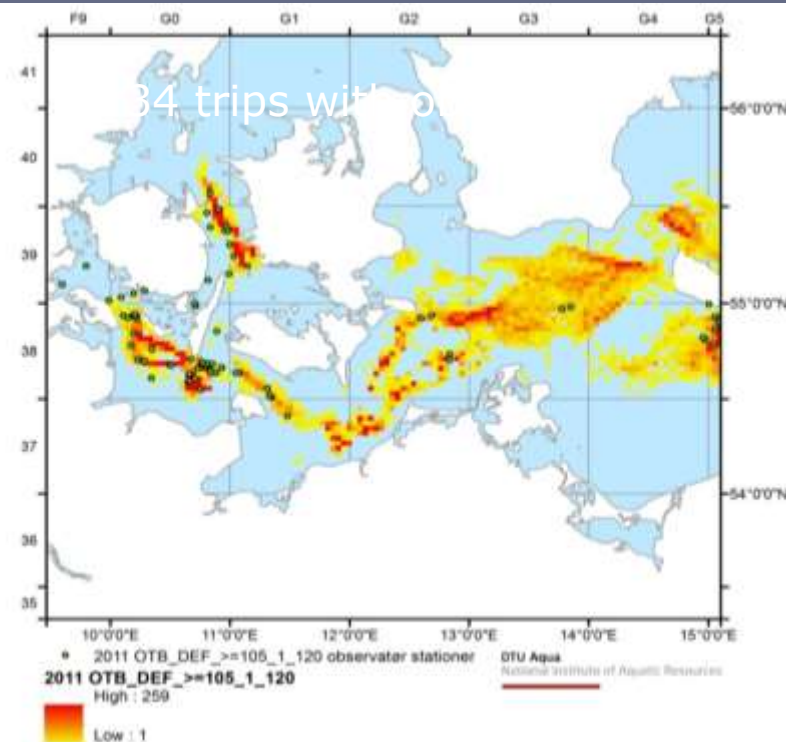 F9 G0 G1 G2 G3 G4 G5
34 trips with o
41
56°0'0"N
40
39
55°0'0"N
38
37
54°0'0"N
36
35
10°0'0"E 11°0'0"E 12°0'0"E 13°0'0"E 14°0'0"E 15°0'0"E
2011 OTB_DEF_>=105_1_120 observatør stationer
DTU Aqua
National Institute of Aquatic Resources
2011 OTB_DEF_>=105_1_120
High : 259
Low : 1